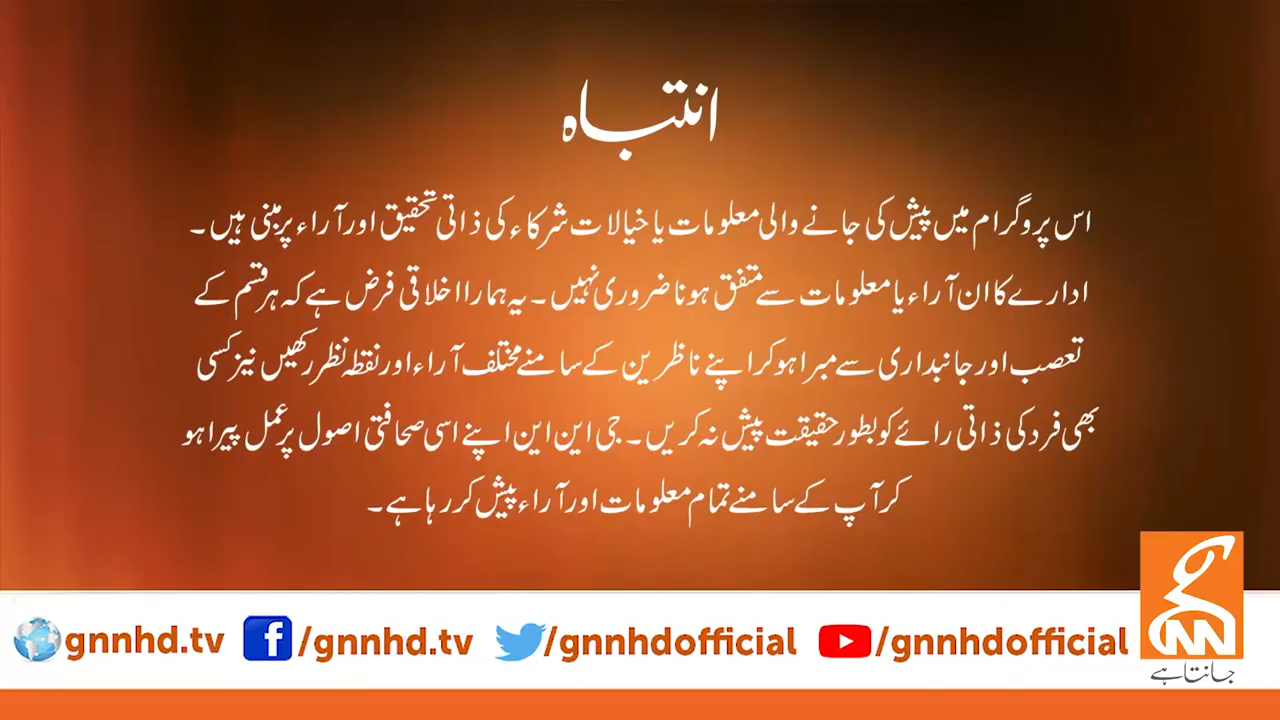 انتباہ
اس پروگرام میں پیش کی جانے والی معلومات یا خیالات شرکاء کی ذاتی تحقیق اور آراء پر مبنی ہیں۔
ادارے کا ان آراء یا معلومات سے متفق ہونا ضروری نہیں۔ یہ ہمارا اخلاقی فرض ہے کہ ہر قسم کے
تعصب اور جانبداری سے مبرا ہو کر اپنے ناظرین کے سامنے مختلف آراء اور نقطہ نظر رکھیں نیز کسی
بھی فرد کی ذاتی رائے کو بطور حقیقت پیش نہ کریں۔ جی این این اپنے اسی صحافتی اصول پر عمل پیرا ہو
کر آپ کے سامنے تمام معلومات اور آراء پیش کر رہا ہے۔
gnnhd.tv f /gnnhd.tv /gnnhdofficial /gnnhdofficial
GNN
جانتا ہے